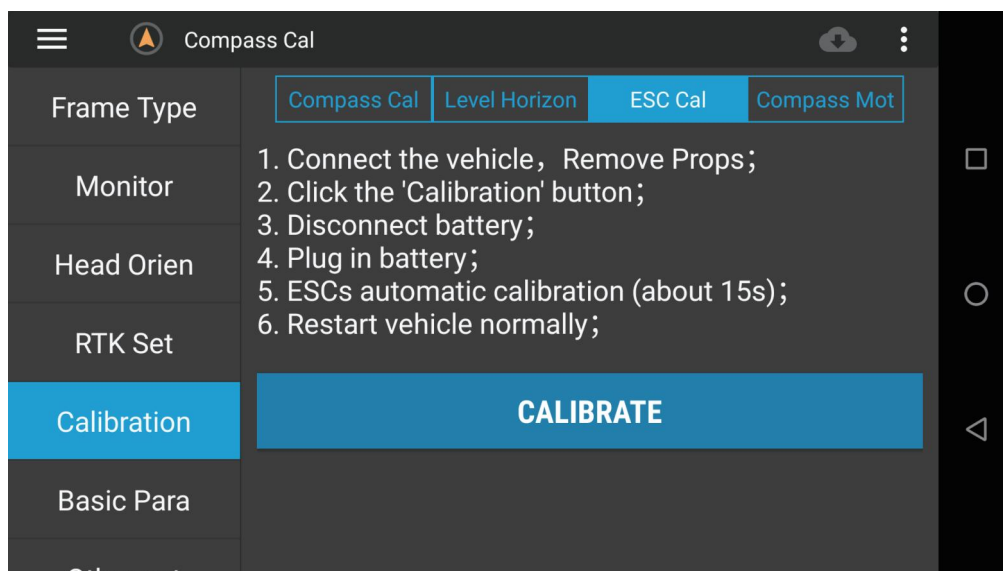 Compass Cal
Frame Type
Monitor
Head Orien
RTK Set
Calibration
Basic Para
Compass Cal
Level Horizon
ESC Cal
Compass Mot
1. Connect the vehicle，Remove Props；
2. Click the 'Calibration' button；
3. Disconnect battery；
4. Plug in battery；
5. ESCs automatic calibration (about 15s)；
6. Restart vehicle normally；
CALIBRATE